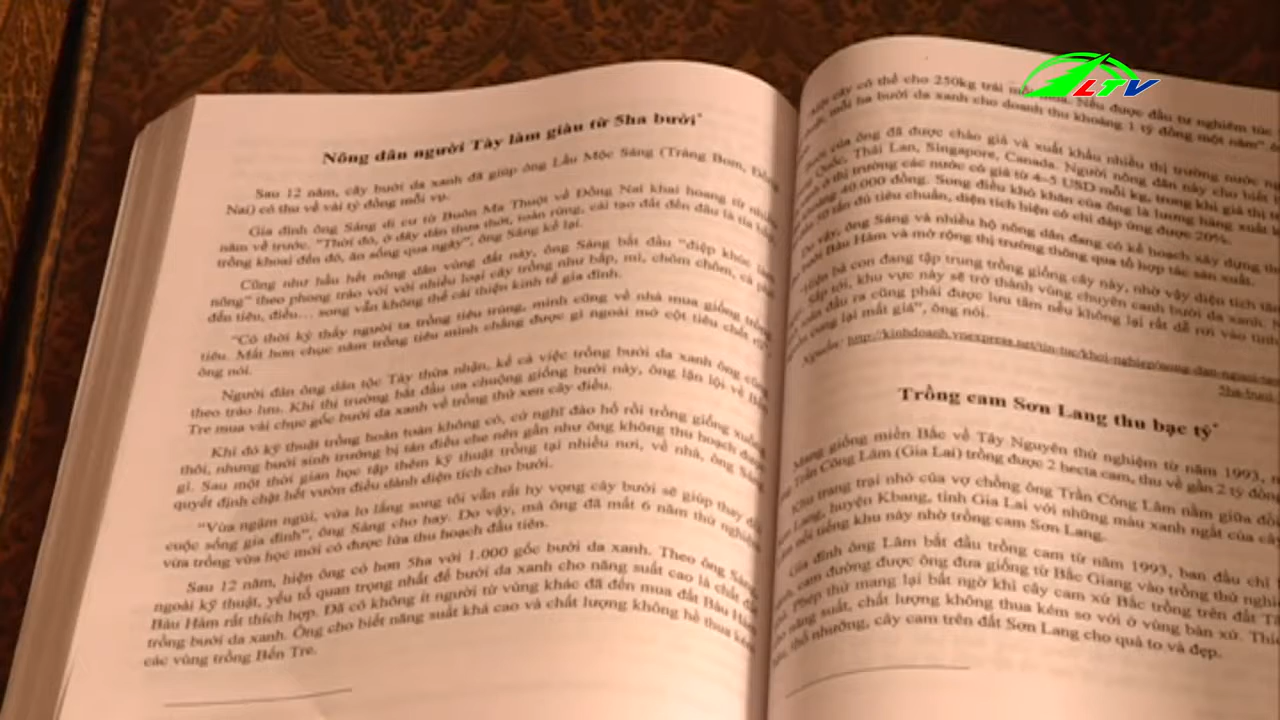 Nông dân người Tày làm giàu từ 5ha bưởi*
Sau 12 năm, cây bưởi da xanh đã giúp ông Lầu Mộc Sáng (Trảng Bom, Đồng
Nai) có thu về vài tỷ đồng mỗi vụ.
Gia đình ông Sáng di cư từ Buôn Ma Thuột về Đồng Nai khai hoang từ nhiều
năm về trước. "Thời đó, ở đây dân thưa thớt, toàn rừng, cải tạo đất đến đâu là tỉa bắp,
trồng khoai đến đó, ăn sống qua ngày", ông Sáng kể lại.
Cũng như hầu hết nông dân vùng đất này, ông Sáng bắt đầu "điệp khúc làm
nông" theo phong trào với với nhiều loại cây trồng như bắp, mì, chôm chôm, cà phê
đến tiêu, điều… song vẫn không thể cải thiện kinh tế gia đình.
"Có thời kỳ thấy người ta trồng tiêu trúng, mình cũng về nhà mua giống trồng
tiêu. Mất hơn chục năm trồng tiêu mình chẳng được gì ngoài mớ cột tiêu chết rũ",
ông nói.
Người đàn ông dân tộc Tày thừa nhận, kể cả việc trồng bưởi da xanh ông cũng
theo trào lưu. Khi thị trường bắt đầu ưa chuộng giống bưởi này, ông lặn lội về Bến
Tre mua vài chục gốc bưởi da xanh về trồng thử xen cây điều.
Khi đó kỹ thuật trồng hoàn toàn không có, cứ nghĩ đào hố rồi trồng giống xuống
thôi, nhưng bưởi sinh trưởng bị tán điều che nên gần như ông không thu hoạch được
gì. Sau một thời gian học tập thêm kỹ thuật trồng tại nhiều nơi, về nhà, ông Sáng
quyết định chặt hết vườn điều dành diện tích cho bưởi.
"Vừa ngậm ngùi, vừa lo lắng song tôi vẫn rất hy vọng cây bưởi sẽ giúp thay đổi
cuộc sống gia đình", ông Sáng cho hay. Do vậy, mà ông đã mất 6 năm thử nghiệm
vừa trồng vừa học mới có được lứa thu hoạch đầu tiên.
Sau 12 năm, hiện ông có hơn 5ha với 1.000 gốc bưởi da xanh. Theo ông Sáng
ngoài kỹ thuật, yếu tố quan trọng nhất để bưởi da xanh cho năng suất cao là chất đất
Bàu Hàm rất thích hợp. Đã có không ít người từ vùng khác đã đến mua đất Bàu Hàm
trồng bưởi da xanh. Ông cho biết năng suất khá cao và chất lượng không hề thua kém
các vùng trồng Bến Tre.
cây có thể cho 250kg trái mỗi Nếu được đầu tư nghiêm túc
mỗi ha bưởi da xanh cho doanh thu khoảng 1 tỷ đồng một năm"
của ông đã được chào giá và xuất khẩu nhiều thị trường nước
Quốc, Thái Lan, Singapore, Canada. Người nông dân này cho biết
ở thị trường các nước có giá từ 4–5 USD mỗi kg, trong khi giá thị
khoảng 40.000 đồng. Song điều khó khăn của ông là lượng hàng xuất
đủ tiêu chuẩn, diện tích hiện có chỉ đáp ứng được 20%.
Do vậy, ông Sáng và nhiều hộ nông dân đang có kế hoạch xây dựng
bưởi Bàu Hàm và mở rộng thị trường thông qua tổ hợp tác sản xuất.
bà con đang tập trung trồng giống cây này, nhờ vậy diện tích
Sắp tới, khu vực này sẽ trở thành vùng chuyên canh bưởi da xanh.
đầu ra cũng phải được lưu tâm nếu không lại rất dễ rơi vào
cung lại mất giá", ông nói.
Nguồn: http://kinhdoanh.vnexpress.net/tin-tuc/khoi-nghiep/nong-dan-nguoi
Trồng cam Sơn Lang thu bạc tỷ*
Mang giống miền Bắc về Tây Nguyên thử nghiệm từ năm 1993,
Trần Công Lâm (Gia Lai) trồng được 2 hecta cam, thu về gần 2 tỷ đồng
Khu trang trại nhỏ của vợ chồng ông Trần Công Lâm nằm giữa
Lang, huyện Kbang, tỉnh Gia Lai với những màu xanh ngắt của cây
nổi tiếng khu này nhờ trồng cam Sơn Lang.
Gia đình ông Lâm bắt đầu trồng cam từ năm 1993, ban đầu chỉ
cam đường được ông đưa giống từ Bắc Giang vào trồng thử
Phép thử mang lại bất ngờ khi cây cam xứ Bắc trồng trên đất
năng suất, chất lượng không thua kém so với ở vùng bản xứ.
thổ nhưỡng, cây cam trên đất Sơn Lang cho quả to và đẹp.
LTV